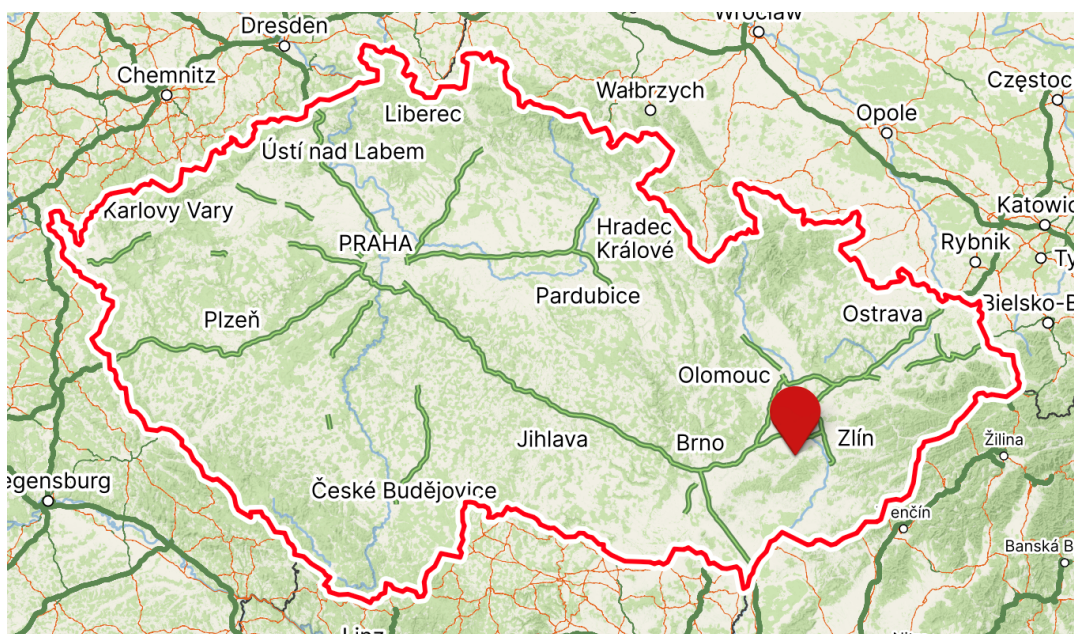 Dresden
Wrocław
Chemnitz
Częstoc
Wałbrzych
Liberec
Opole
Ústí nad Labem
Karlovy Vary
Katowic
Hradec
Králové
PRAHA
Rybnik
Ty
Pardubice
Bielsko-B
Ostrava
Plzeň
Olomouc
Jihlava
Brno
Zlín
Žilina
egensburg
České Budějovice
enčín
Banská B
Linz